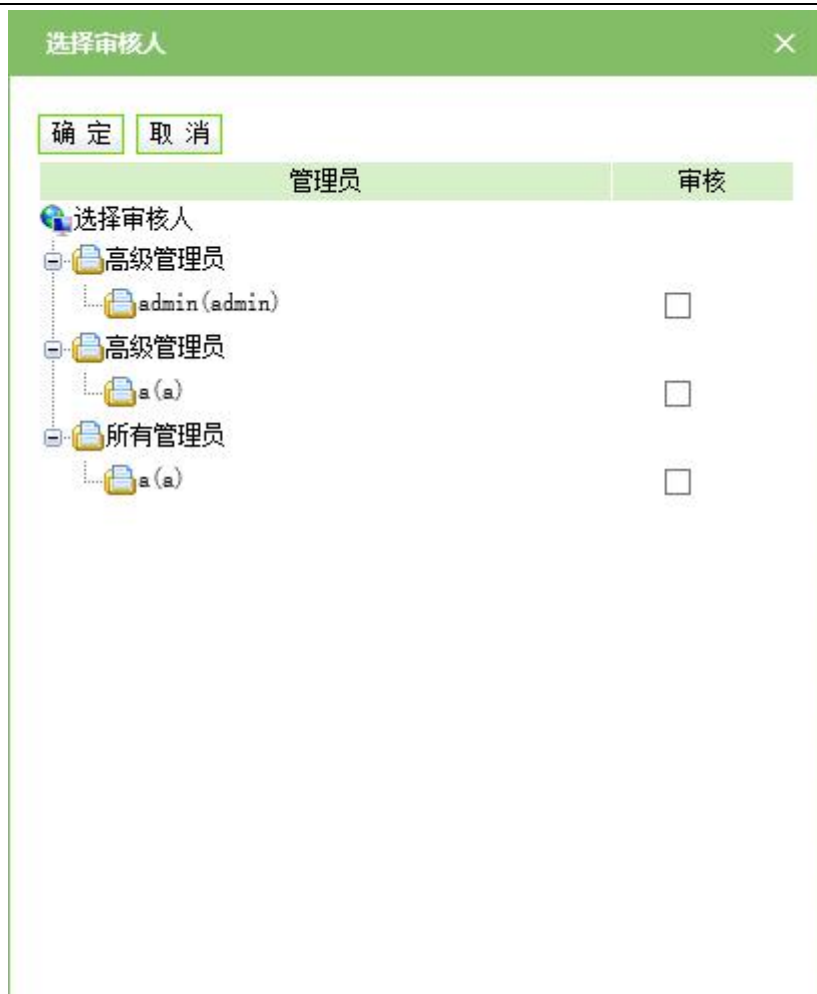 选择审核人
确 定 取 消
管理员 审核
选择审核人
高级管理员
admin(admin)
高级管理员
a(a)
所有管理员
a(a)